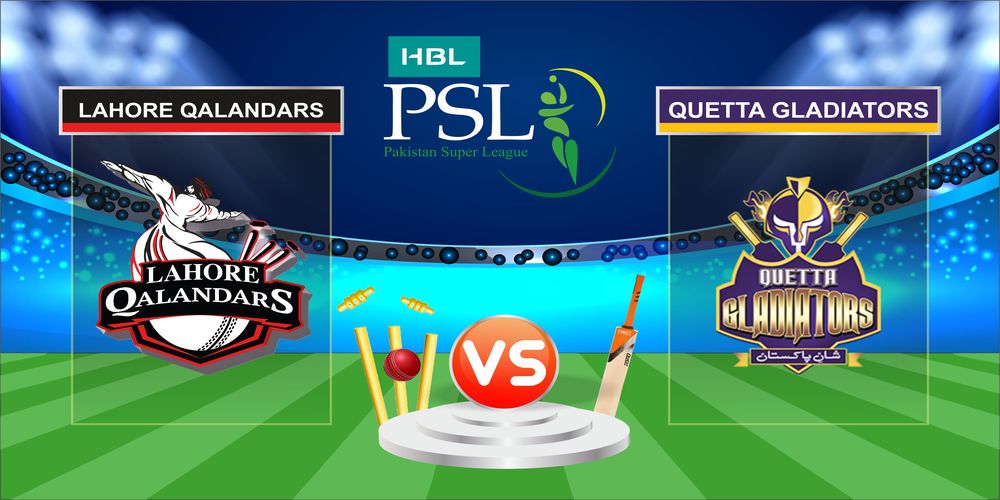 HBL
PSL
Pakistan Super League
LAHORE QALANDARS
QUETTA GLADIATORS
LAHORE
QALANDARS
QUETTA
GLADIATORS
شانِ پاکستان
VS